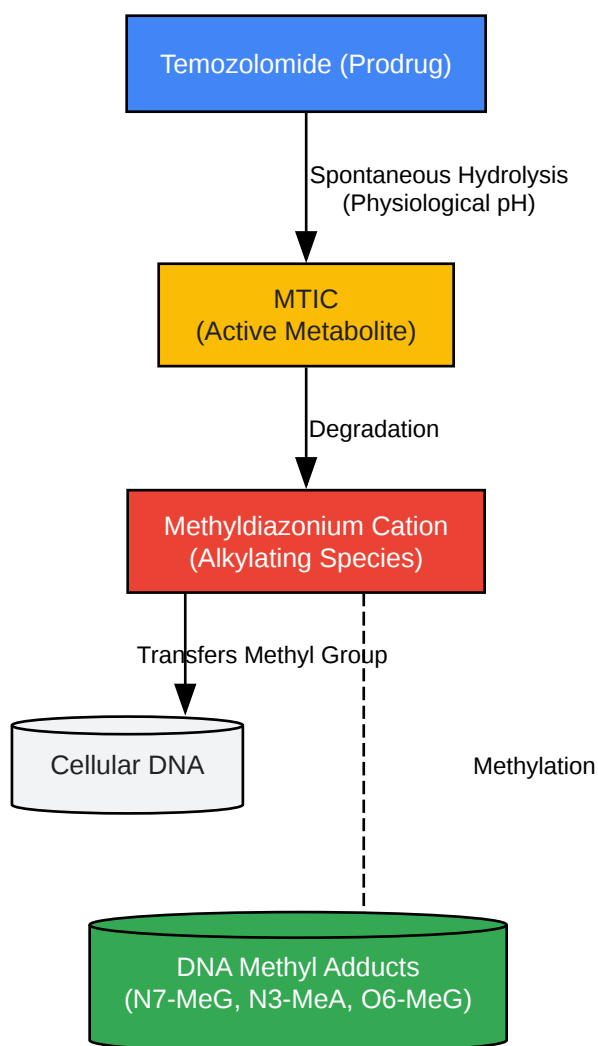 Temozolomide (Prodrug)
Spontaneous Hydrolysis
(Physiological pH)
MTIC
(Active Metabolite)
Degradation
Methyldiazonium Cation
(Alkylating Species)
Transfers Methyl Group
Cellular DNA
Methylation
DNA Methyl Adducts
(N7-MeG, N3-MeA, O6-MeG)